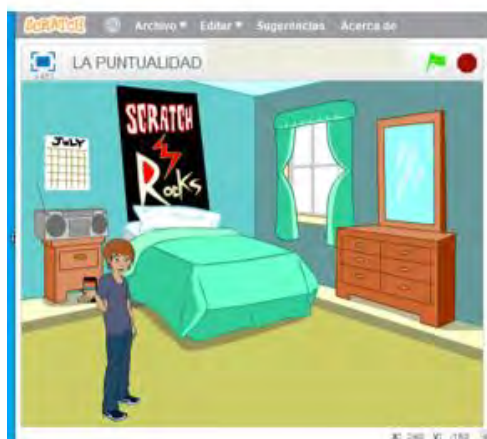 SCRATCH Archivo Editar Sugerencias Acerca de
LA PUNTUALIDAD
JULY
SCRATCH
Rocks